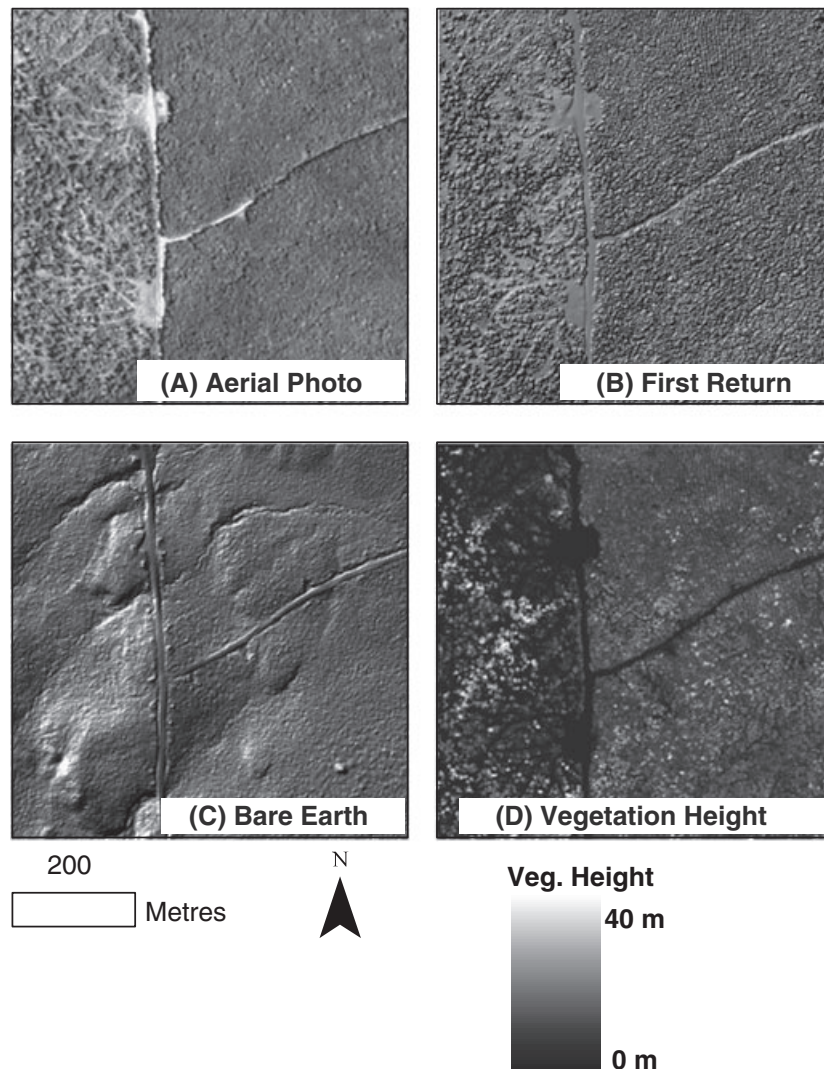 (A) Aerial Photo
(B) First Return
(C) Bare Earth
(D) Vegetation Height
200
Metres
N
Veg. Height
40 m
0 m